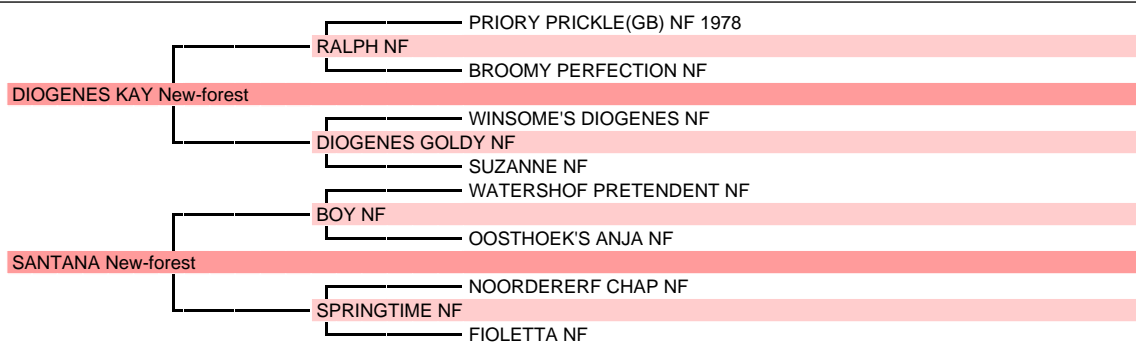 PRIORY PRICKLE(GB) NF 1978
RALPH NF
BROOMY PERFECTION NF
DIOGENES KAY New-forest
WINSOME'S DIOGENES NF
DIOGENES GOLDY NF
SUZANNE NF
WATERSHOF PRETENDENT NF
BOY NF
OOSTHOEK'S ANJA NF
SANTANA New-forest
NOORDERERF CHAP NF
SPRINGTIME NF
FIOLETTA NF